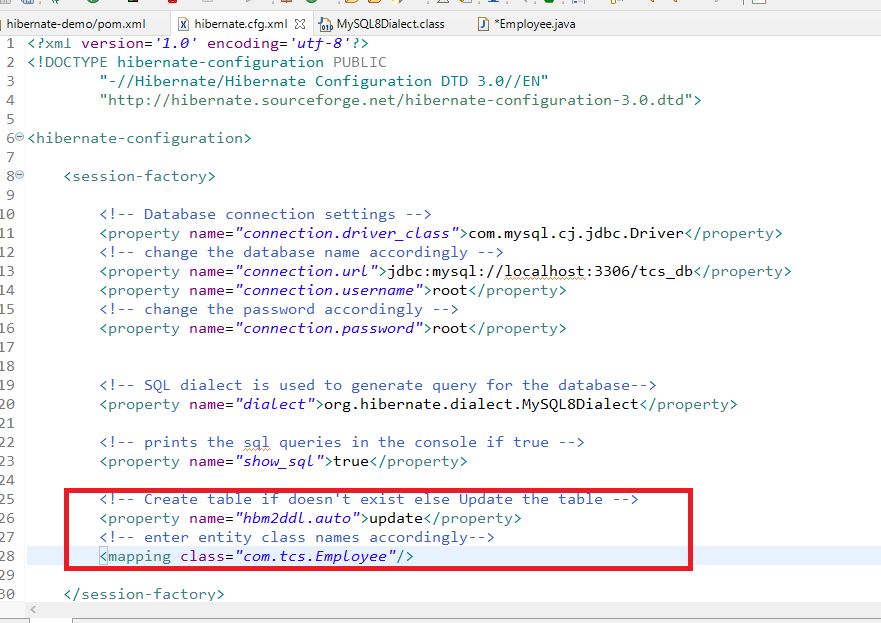 hibernate-demo/pom.xml hibernate.cfg.xml MySQL8Dialect.class *Employee.java
1 <?xml version='1.0' encoding='utf-8'?>
2 <!DOCTYPE hibernate-configuration PUBLIC
3 "-//Hibernate/Hibernate Configuration DTD 3.0//EN"
4 "http://hibernate.sourceforge.net/hibernate-configuration-3.0.dtd">
5
6 <hibernate-configuration>
7
8 <session-factory>
9
10 <!-- Database connection settings -->
11 <property name="connection.driver_class">com.mysql.cj.jdbc.Driver</property>
12 <!-- change the database name accordingly -->
13 <property name="connection.url">jdbc:mysql://localhost:3306/tcs_db</property>
14 <property name="connection.username">root</property>
15 <!-- change the password accordingly -->
16 <property name="connection.password">root</property>
17
18
19 <!-- SQL dialect is used to generate query for the database-->
20 <property name="dialect">org.hibernate.dialect.MySQL8Dialect</property>
21
22 <!-- prints the sql queries in the console if true -->
23 <property name="show_sql">true</property>
24
25 <!-- Create table if doesn't exist else Update the table -->
26 <property name="hbm2ddl.auto">update</property>
27 <!-- enter entity class names accordingly-->
28 <mapping class="com.tcs.Employee"/>
29
30 </session-factory>